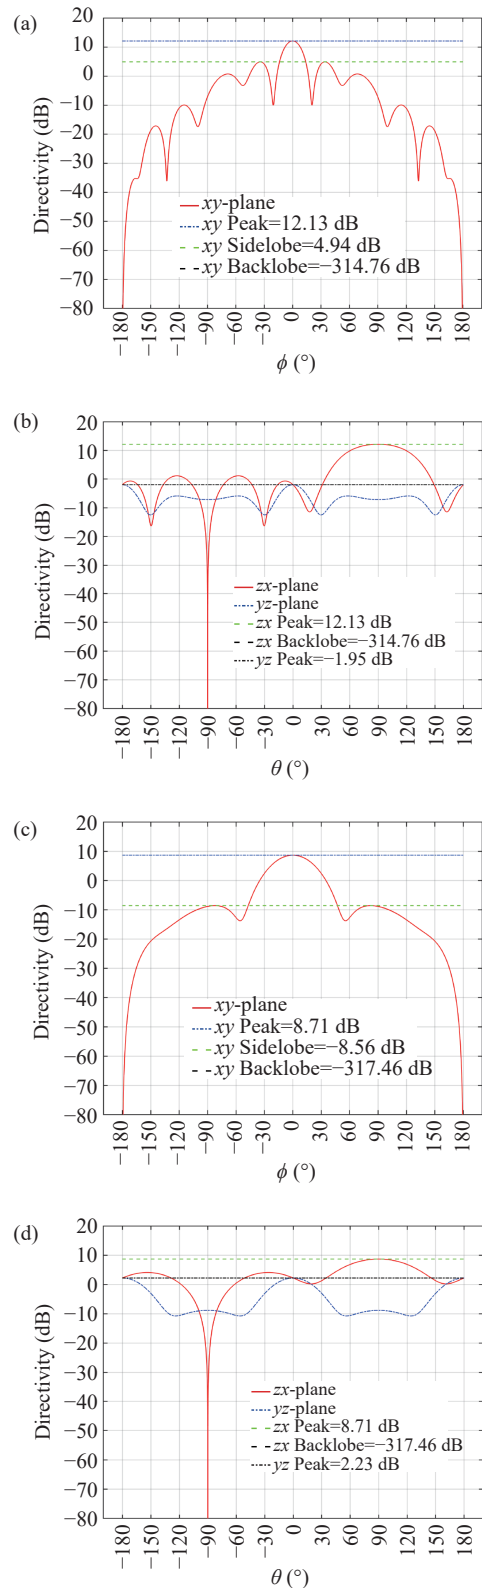 (a)
20
10
0
−10
−20
−30
−40
−50
−60
−70
−80
Directivity (dB)
xy-plane
xy Peak=12.13 dB
xy Sidelobe=4.94 dB
xy Backlobe=−314.76 dB
−180 −150 −120 −90 −60 −30 0 30 60 90 120 150 180
ϕ (°)
(b)
20
10
0
−10
−20
−30
−40
−50
−60
−70
−80
Directivity (dB)
zx-plane
yz-plane
zx Peak=12.13 dB
zx Backlobe=−314.76 dB
yz Peak=−1.95 dB
−180 −150 −120 −90 −60 −30 0 30 60 90 120 150 180
θ (°)
(c)
20
10
0
−10
−20
−30
−40
−50
−60
−70
−80
Directivity (dB)
xy-plane
xy Peak=8.71 dB
xy Sidelobe=−8.56 dB
xy Backlobe=−317.46 dB
−180 −150 −120 −90 −60 −30 0 30 60 90 120 150 180
ϕ (°)
(d)
20
10
0
−10
−20
−30
−40
−50
−60
−70
−80
Directivity (dB)
zx-plane
yz-plane
zx Peak=8.71 dB
zx Backlobe=−317.46 dB
yz Peak=2.23 dB
−180 −150 −120 −90 −60 −30 0 30 60 90 120 150 180
θ (°)